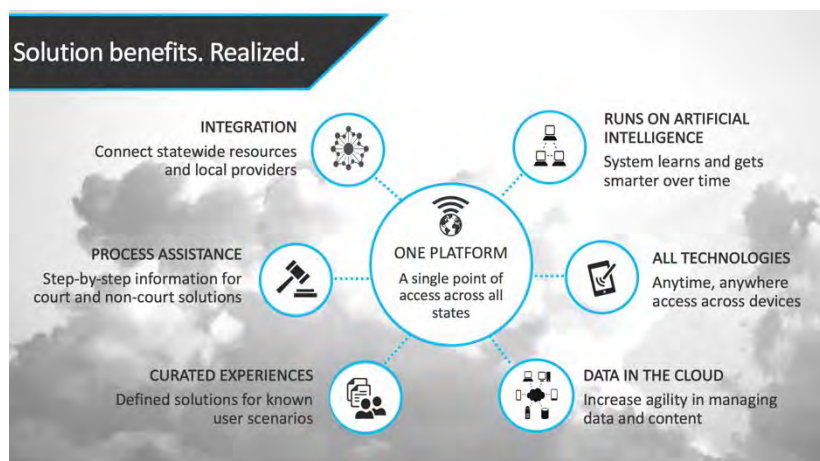 Solution benefits. Realized.
INTEGRATION
Connect statewide resources
and local providers
RUNS ON ARTIFICIAL
INTELLIGENCE
System learns and gets
smarter over time
PROCESS ASSISTANCE
Step-by-step information for
court and non-court solutions
ONE PLATFORM
A single point of
access across all
states
ALL TECHNOLOGIES
Anytime, anywhere
access across devices
CURATED EXPERIENCES
Defined solutions for known
user scenarios
DATA IN THE CLOUD
Increase agility in managing
data and content